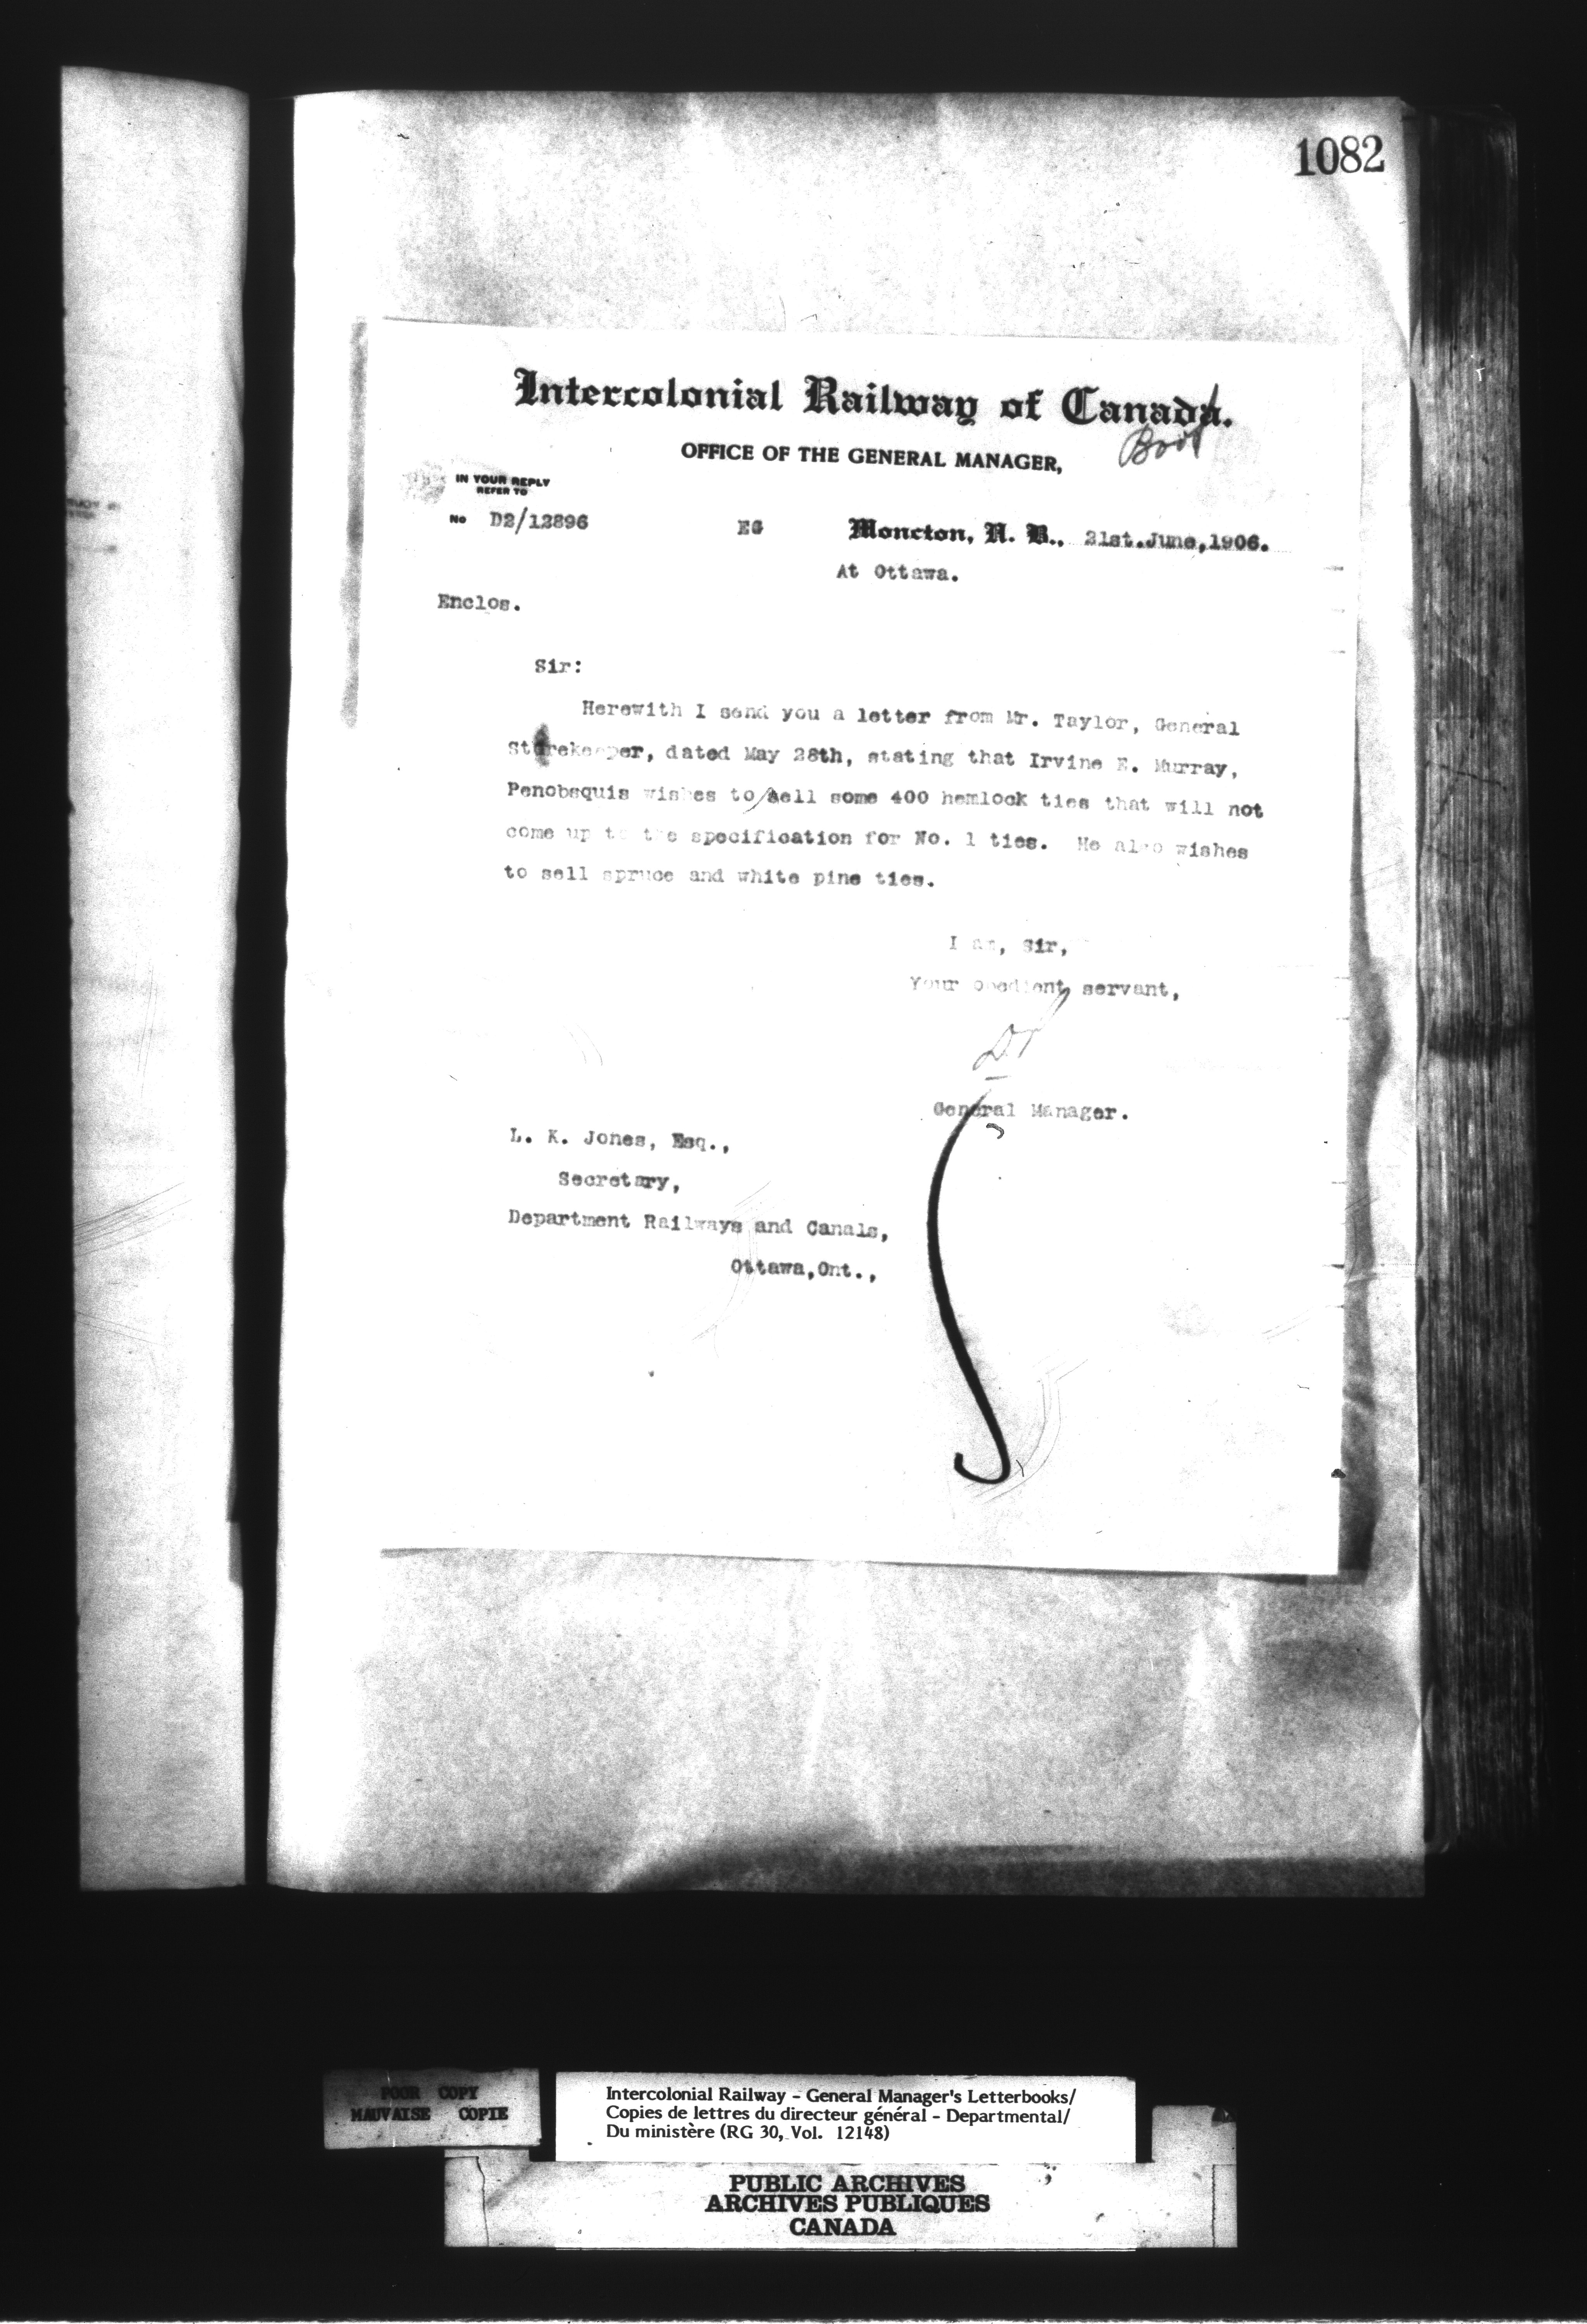 1082
Intercolonial Railway of Canada.
OFFICE OF THE GENERAL MANAGER,
IN YOUR REPLY
REFER TO
No D2/12896 EG Moncton, N. B., 21st.June,1906.
At Ottawa.
Enclos.
Sir:
Herewith I send you a letter from Mr. Taylor, General
Storekeeper, dated May 28th, stating that Irvine E. Murray,
Penobsquis wishes to sell some 400 hemlock ties that will not
come up to the specification for No. 1 ties. He also wishes
to sell spruce and white pine ties.
I am, Sir,
Your obedient servant,
General Manager.
L. K. Jones, Esq.,
Secretary,
Department Railways and Canals,
Ottawa,Ont.,
POOR COPY
MAUVAISE COPIE
Intercolonial Railway - General Manager's Letterbooks/
Copies de lettres du directeur général - Departmental/
Du ministère (RG 30, Vol. 12148)
PUBLIC ARCHIVES
ARCHIVES PUBLIQUES
CANADA